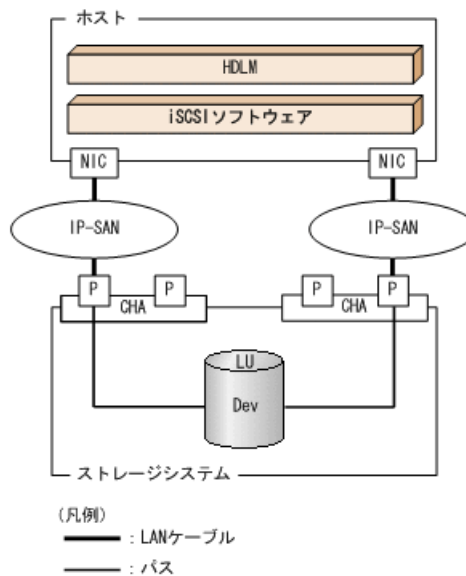 ホスト
HDLM
iSCSIソフトウェア
NIC NIC
IP-SAN IP-SAN
P P P P
CHA CHA
LU
Dev
ストレージシステム
(凡例)
: LANケーブル
: パス